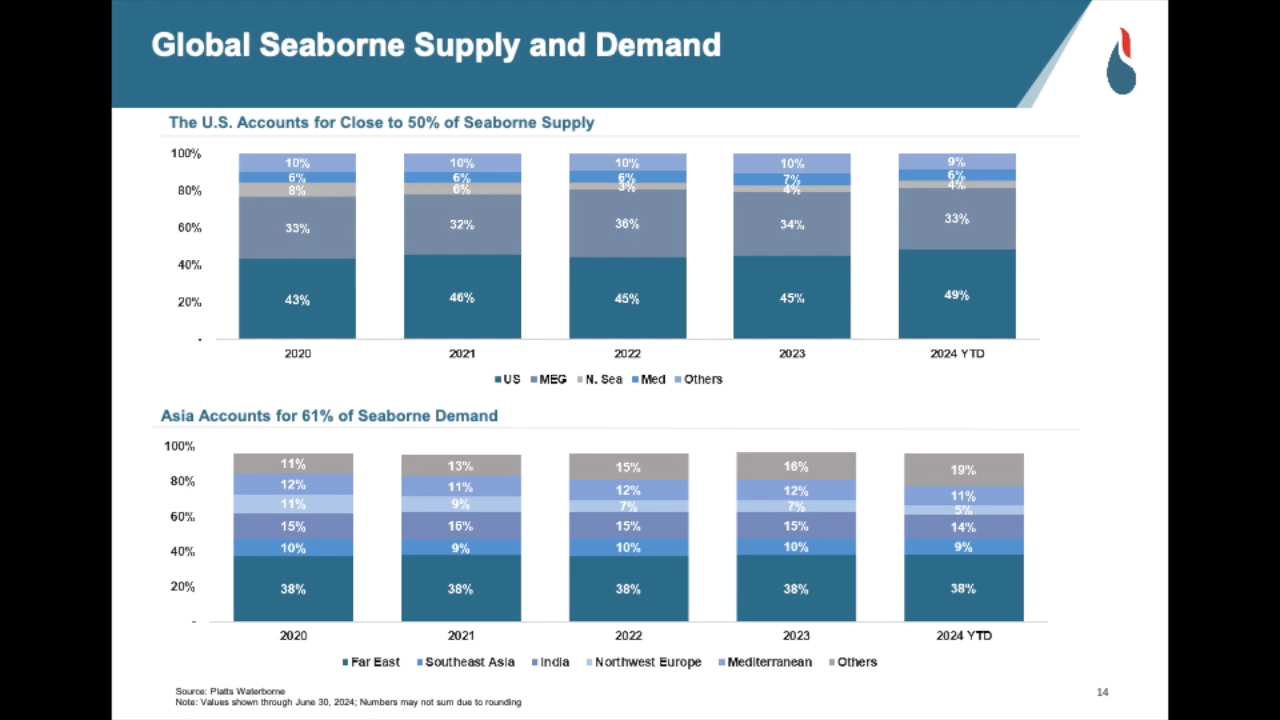 Global Seaborne Supply and Demand
The U.S. Accounts for Close to 50% of Seaborne Supply
100%
80%
60%
40%
20%
-
10% 10% 10% 10% 9%
6% 6% 6% 7% 6%
8% 6% 3% 4% 4%
33% 32% 36% 34% 33%
43% 46% 45% 45% 49%
2020 2021 2022 2023 2024 YTD
US MEG N. Sea Med Others
Asia Accounts for 61% of Seaborne Demand
100%
80%
60%
40%
20%
-
11% 13% 15% 16% 19%
12% 11% 12% 12% 11%
11% 9% 7% 7% 5%
15% 16% 15% 15% 14%
10% 9% 10% 10% 9%
38% 38% 38% 38% 38%
2020 2021 2022 2023 2024 YTD
Far East Southeast Asia India Northwest Europe Mediterranean Others
Source: Platts Waterborne
Note: Values shown through June 30, 2024; Numbers may not sum due to rounding
14